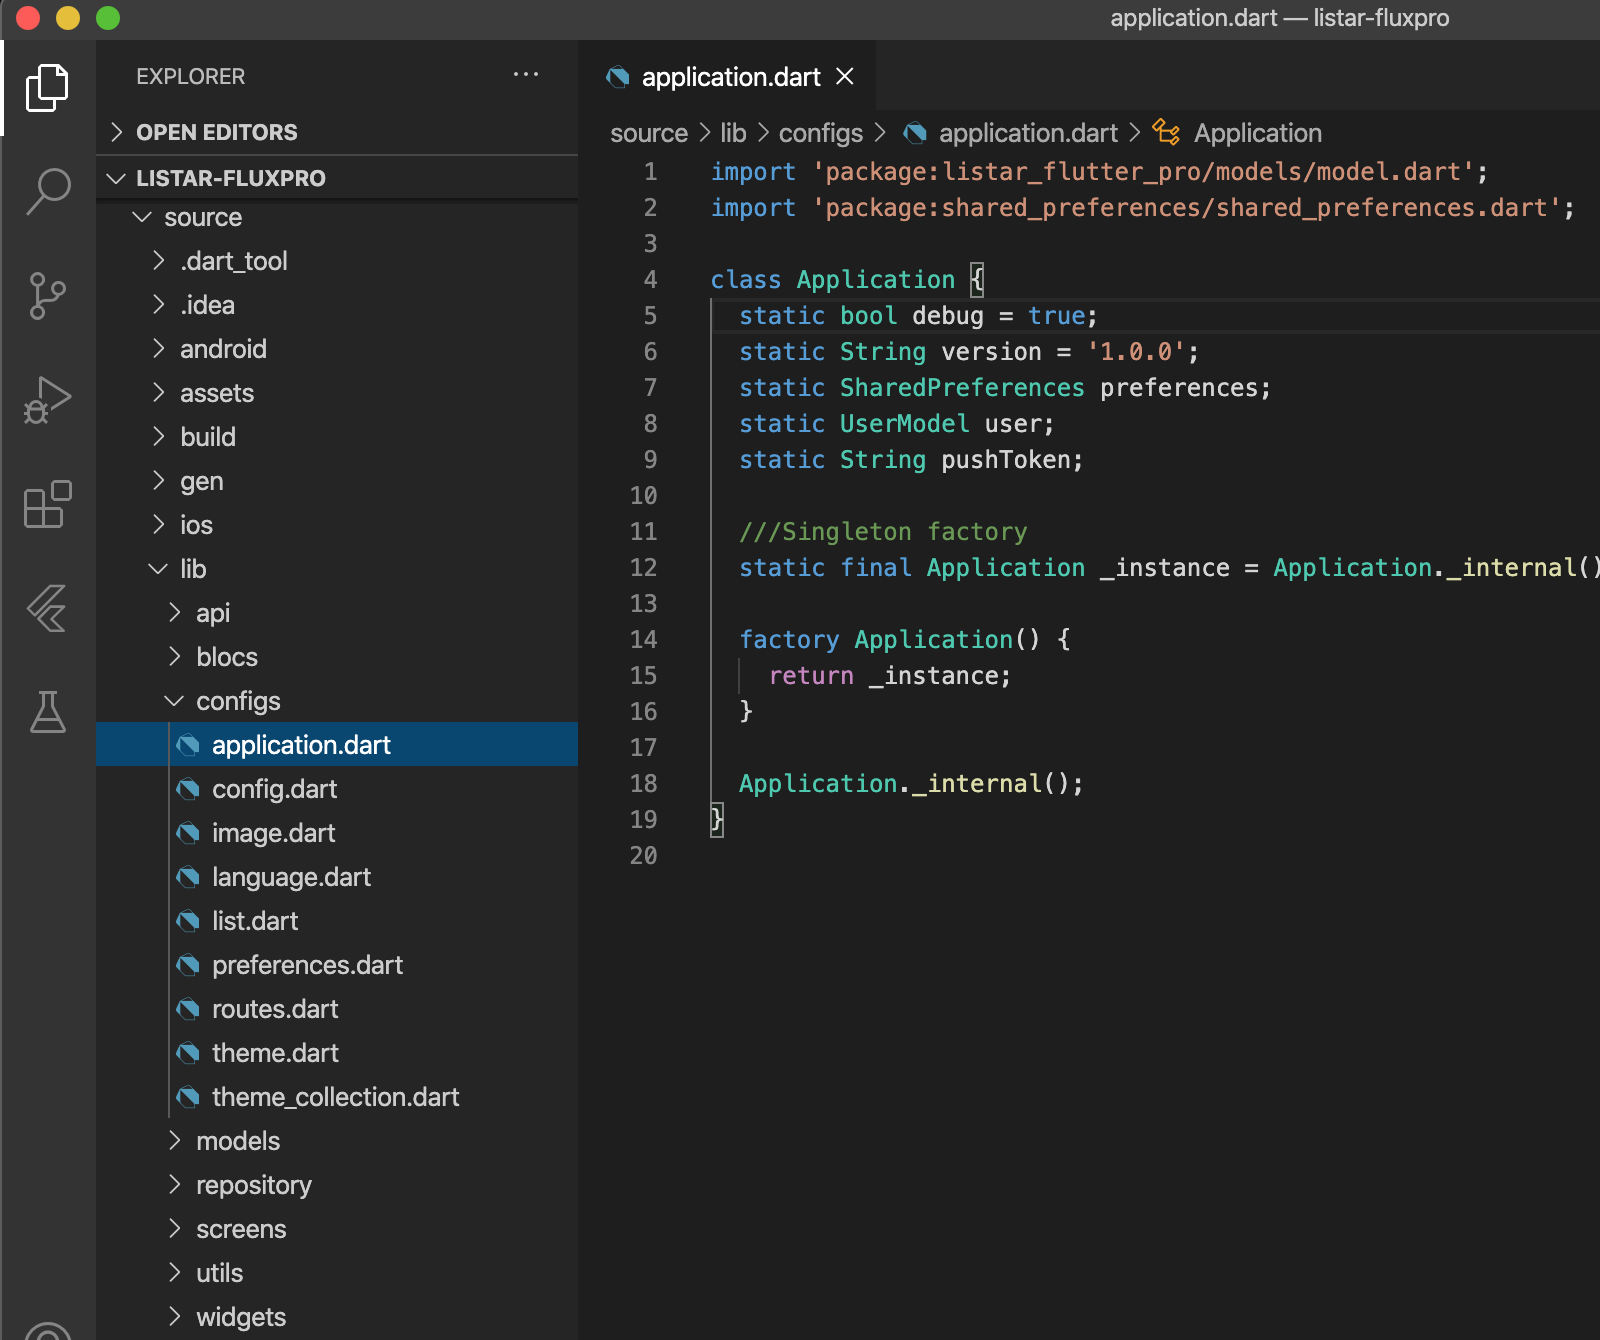 application.dart — listar-fluxpro
EXPLORER
OPEN EDITORS
LISTAR-FLUXPRO
source
.dart_tool
.idea
android
assets
build
gen
ios
lib
api
blocs
configs
application.dart
config.dart
image.dart
language.dart
list.dart
preferences.dart
routes.dart
theme.dart
theme_collection.dart
models
repository
screens
utils
widgets
application.dart
source > lib > configs > application.dart > Application
1 import 'package:listar_flutter_pro/models/model.dart';
2 import 'package:shared_preferences/shared_preferences.dart';
3
4 class Application {
5 static bool debug = true;
6 static String version = '1.0.0';
7 static SharedPreferences preferences;
8 static UserModel user;
9 static String pushToken;
10
11 ///Singleton factory
12 static final Application _instance = Application._internal()
13
14 factory Application() {
15 return _instance;
16 }
17
18 Application._internal();
19 }
20